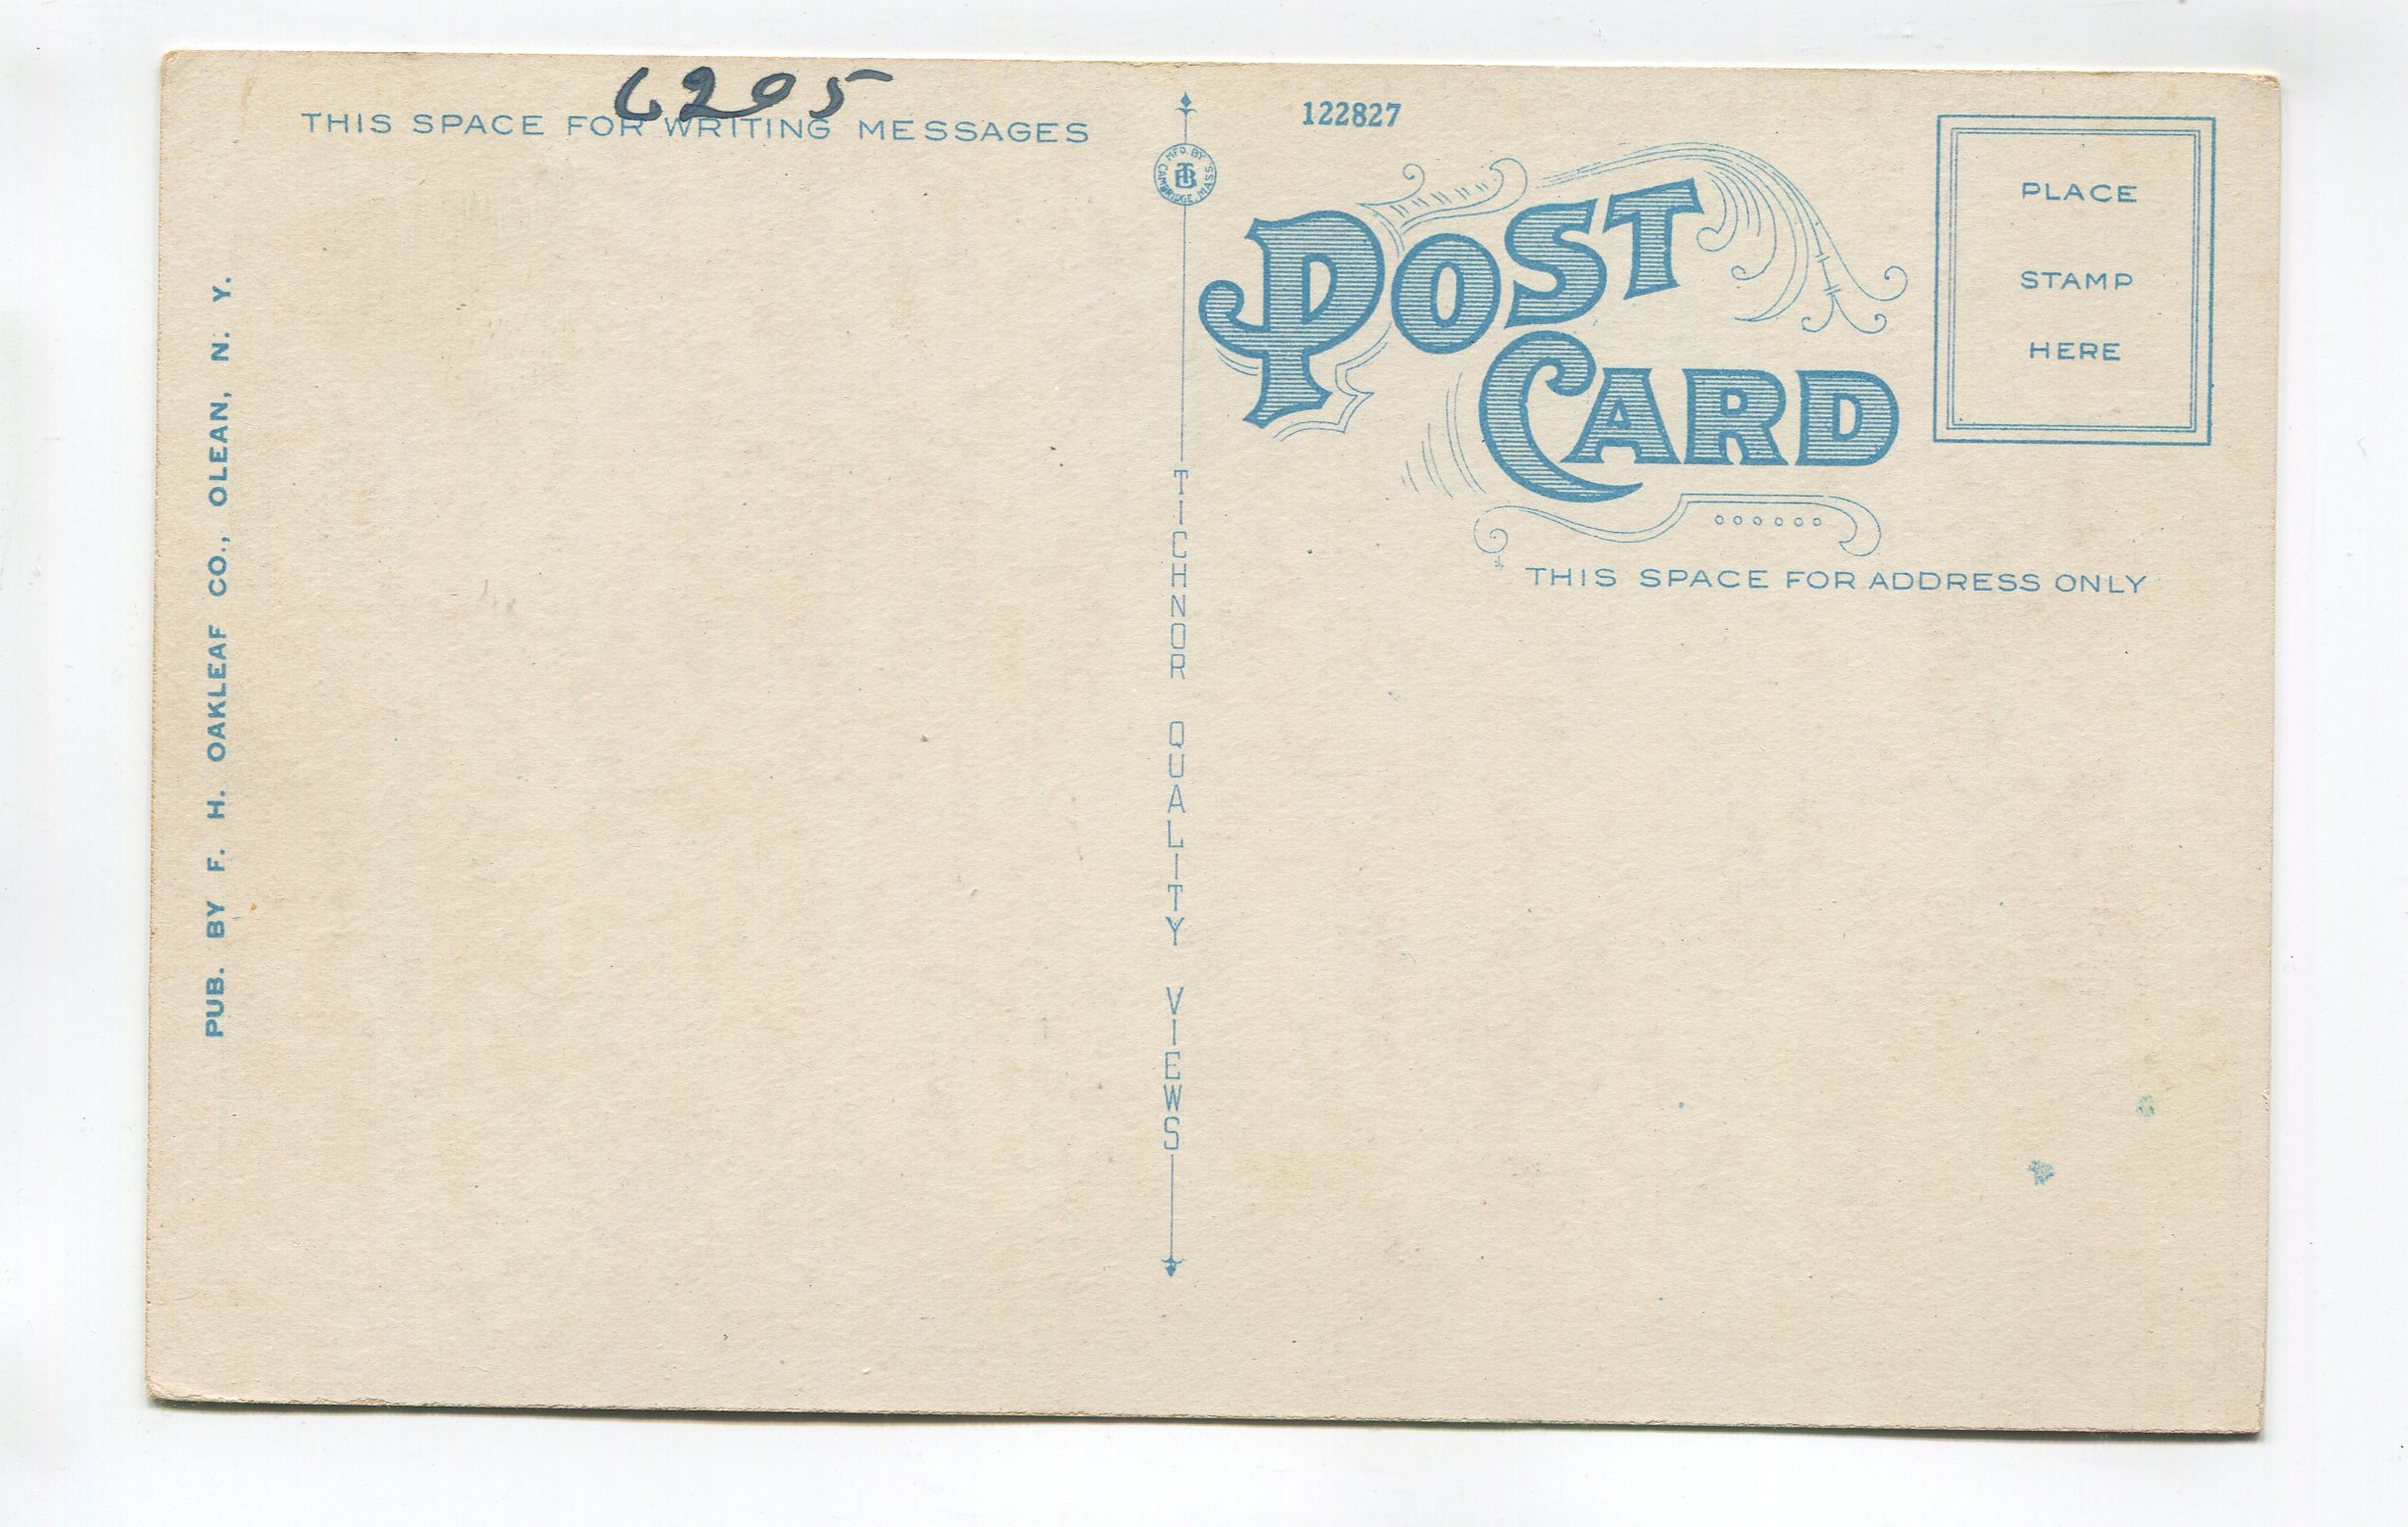 6205
THIS SPACE FOR WRITING MESSAGES
PUB. BY F. H. OAKLEAF CO., OLEAN, N. Y.
MFD. BY TB CAMBRIDGE, MASS.
TICHNOR QUALITY VIEWS
122827
POST
CARD
PLACE
STAMP
HERE
THIS SPACE FOR ADDRESS ONLY